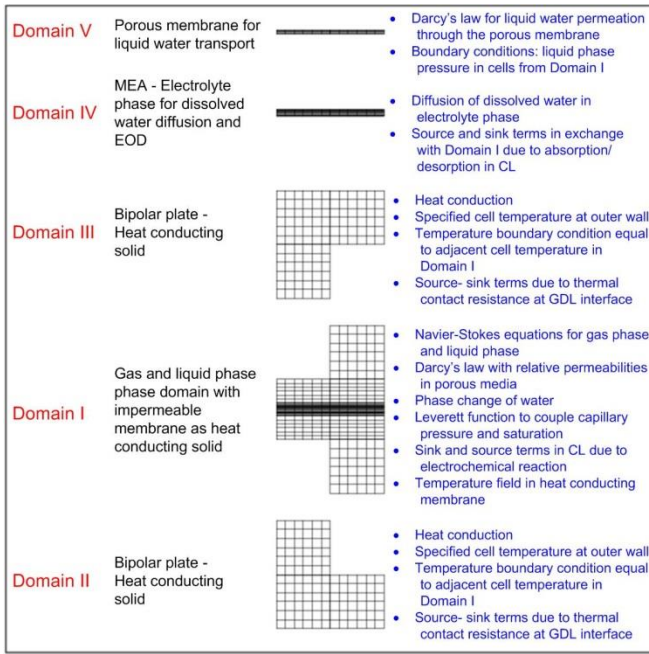 Domain V
Porous membrane for
liquid water transport
• Darcy's law for liquid water permeation
through the porous membrane
• Boundary conditions: liquid phase
pressure in cells from Domain I
Domain IV
MEA - Electrolyte
phase for dissolved
water diffusion and
EOD
• Diffusion of dissolved water in
electrolyte phase
• Source and sink terms in exchange
with Domain I due to absorption/
desorption in CL
Domain III
Bipolar plate -
Heat conducting
solid
• Heat conduction
• Specified cell temperature at outer wall
• Temperature boundary condition equal
to adjacent cell temperature in
Domain I
• Source- sink terms due to thermal
contact resistance at GDL interface
Domain I
Gas and liquid phase
phase domain with
impermeable
membrane as heat
conducting solid
• Navier-Stokes equations for gas phase
and liquid phase
• Darcy's law with relative permeabilities
in porous media
• Phase change of water
• Leverett function to couple capillary
pressure and saturation
• Sink and source terms in CL due to
electrochemical reaction
• Temperature field in heat conducting
membrane
Domain II
Bipolar plate -
Heat conducting
solid
• Heat conduction
• Specified cell temperature at outer wall
• Temperature boundary condition equal
to adjacent cell temperature in
Domain I
• Source- sink terms due to thermal
contact resistance at GDL interface